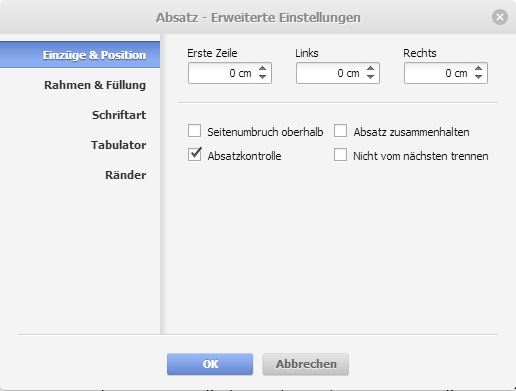 Absatz - Erweiterte Einstellungen
Einzüge & Position
Rahmen & Füllung
Schriftart
Tabulator
Ränder
Erste Zeile Links Rechts
0 cm 0 cm 0 cm
Seitenumbruch oberhalb Absatz zusammenhalten
Absatzkontrolle Nicht vom nächsten trennen
OK Abbrechen